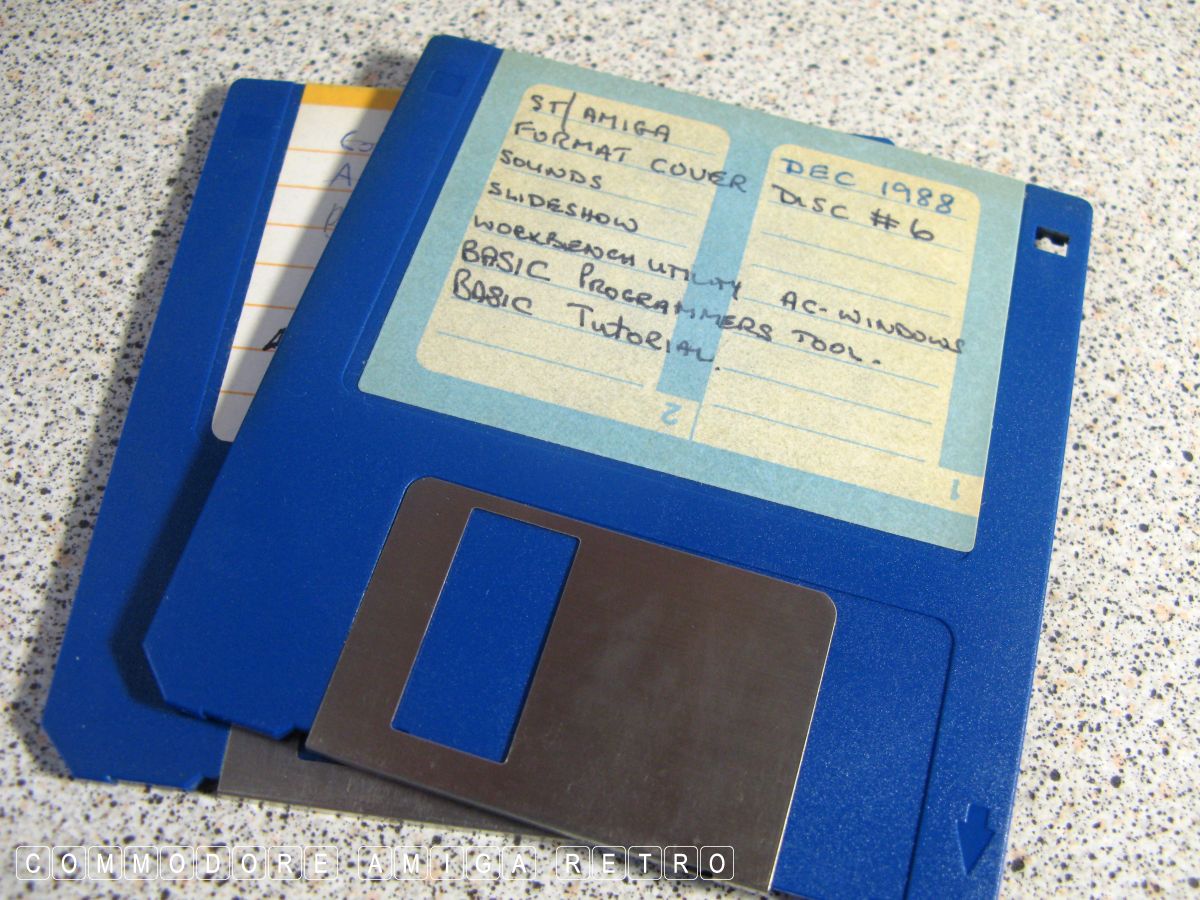 ST/AMIGA
FORMAT COVER
SOUNDS
SLIDESHOW
WORKBENCH UTILITY AC-WINDOWS
BASIC PROGRAMMERS TOOL.
BASIC TUTORIAL.
DEC 1988
DISC #6
2
1
COMMODORE AMIGA RETRO